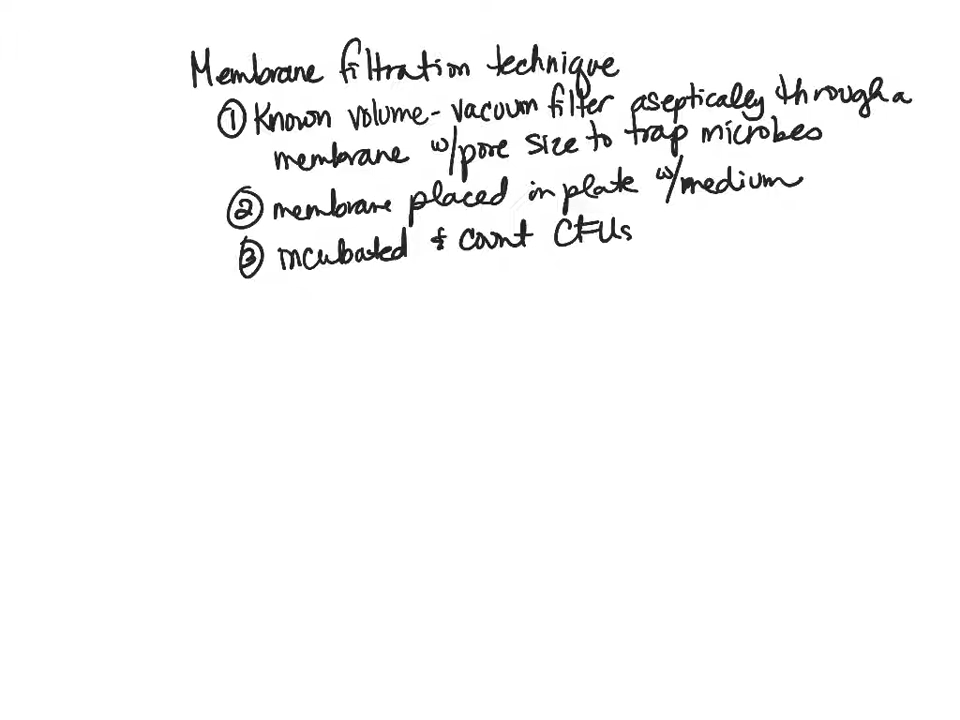 Membrane filtration technique
① Known volume - vacuum filter aseptically through a
membrane w/pore size to trap microbes
② membrane placed in plate w/medium
③ incubated & count CFUs